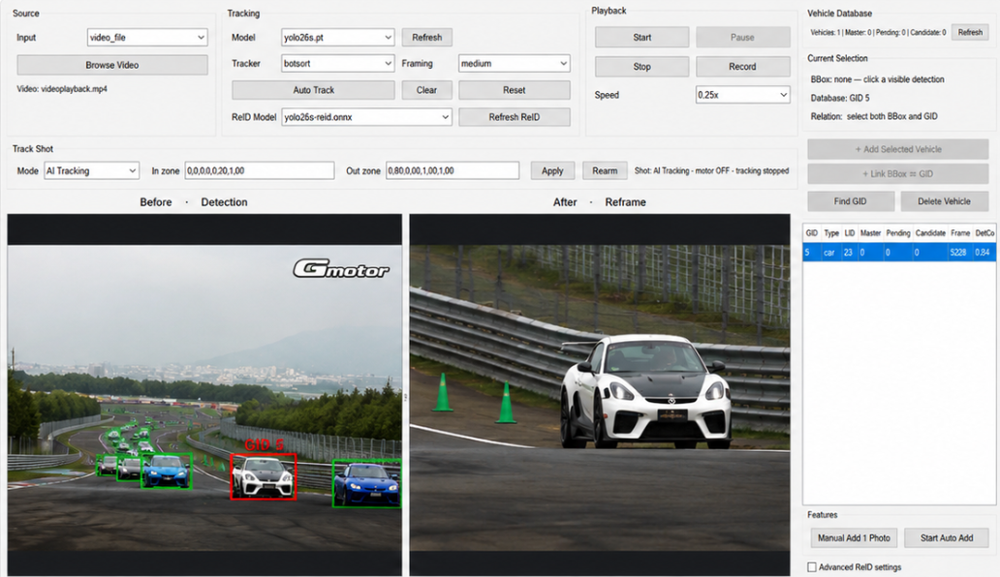 Source
Input
video_file
Browse Video
Video: videoplayback.mp4
Tracking
Model
yolo26s.pt
Refresh
Tracker
botsort
Framing
medium
Auto Track
Clear
Reset
ReID Model
yolo26s-reid.onnx
Refresh ReID
Playback
Start
Pause
Stop
Record
Speed
0.25x
Track Shot
Mode
AI Tracking
In zone
0,0,0,0,0,20,1,00
Out zone
0,80,0,00,1,00,1,00
Apply
Rearm
Shot: AI Tracking - motor OFF - tracking stopped
Before · Detection
After · Reframe
Gmotor
GID 5
Vehicle Database
Vehicles: 1 | Master: 0 | Pending: 0 | Candidate: 0
Refresh
Current Selection
BBox: none — click a visible detection
Database: GID 5
Relation: select both BBox and GID
+ Add Selected Vehicle
+ Link BBox = GID
Find GID
Delete Vehicle
GID Type LID Master Pending Candidate Frame DetCo
5 car 23 0 0 0 5228 0.84
Features
Manual Add 1 Photo
Start Auto Add
Advanced ReID settings